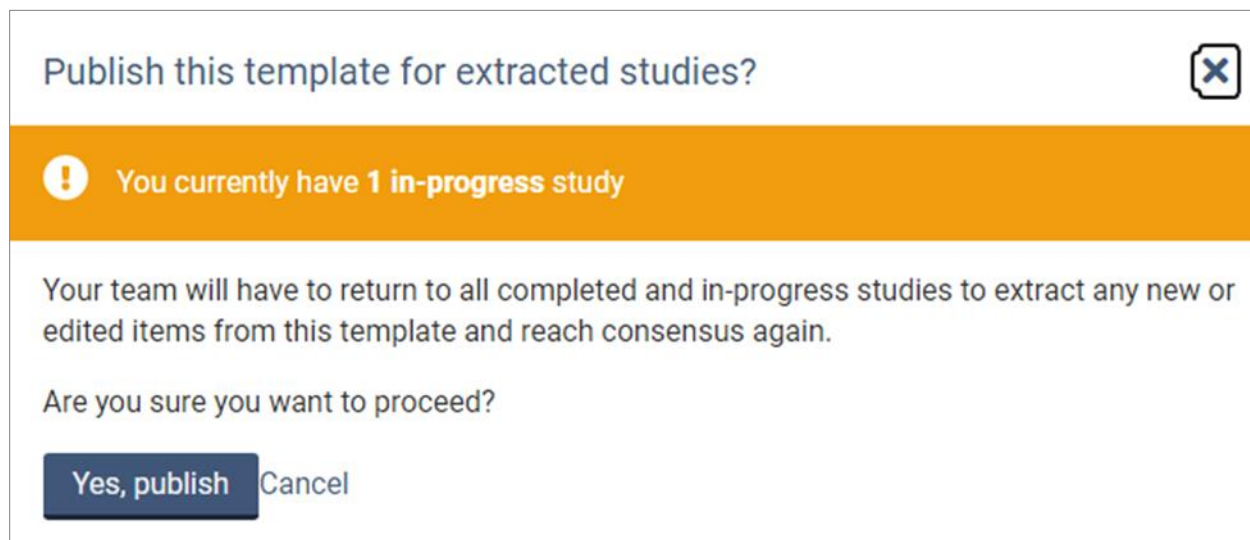 Publish this template for extracted studies?
You currently have 1 in-progress study
Your team will have to return to all completed and in-progress studies to extract any new or
edited items from this template and reach consensus again.
Are you sure you want to proceed?
Yes, publish Cancel